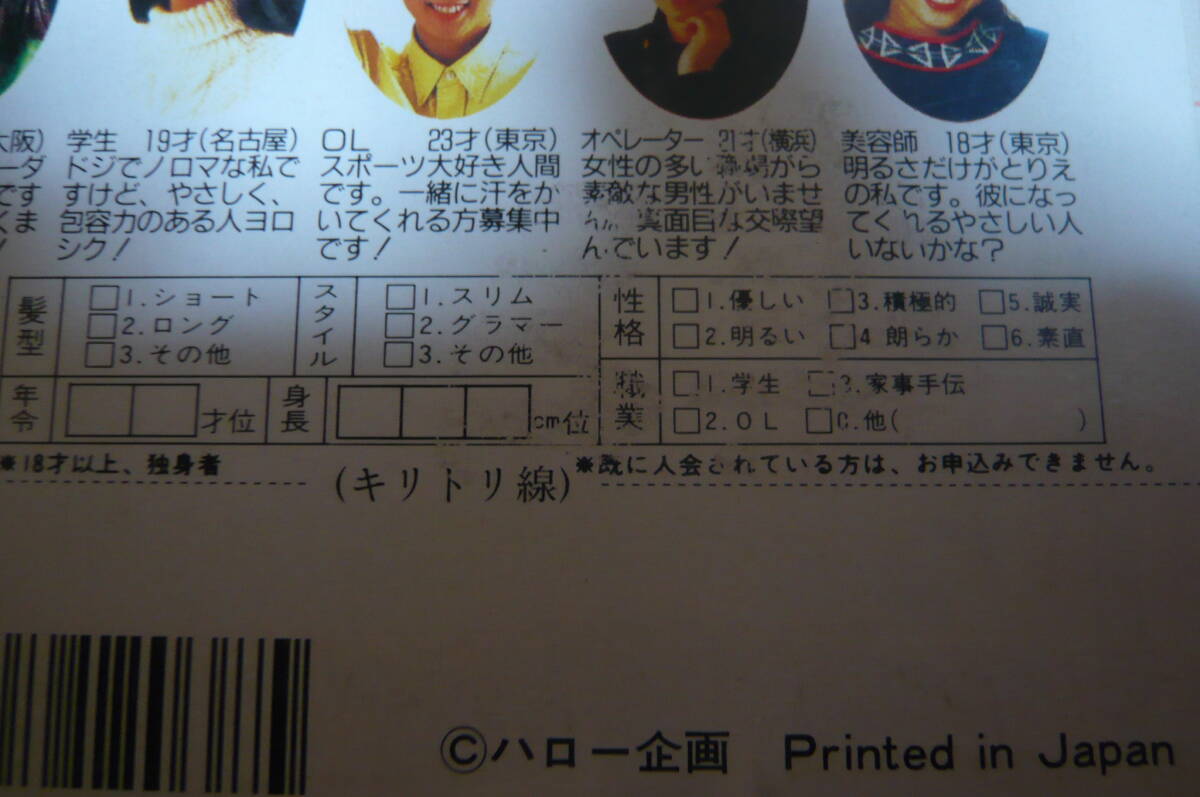 大阪)
ーダ
です
くま
!
学生 19才(名古屋)
ドジでノロマな私で
すけど、やさしく、
包容力のある人ヨロ
シク!
OL 23才(東京)
スポーツ大好き人間
です。一緒に汗をか
いてくれる方募集中
です!
オペレーター 21才(横浜)
女性の多い職場がら
素敵な男性がいませ
ん。真面目な交際望
んでいます!
美容師 18才(東京)
明るさだけがとりえ
の私です。彼になっ
てくれるやさしい人
いないかな?
髪型
□1.ショート
□2.ロング
□3.その他
スタイル
□1.スリム
□2.グラマー
□3.その他
性格
□1.優しい □3.積極的 □5.誠実
□2.明るい □4 朗らか □6.素直
年令
才位
身長
cm位
職業
□1.学生 □3.家事手伝
□2.OL □ 他( )
※18才以上、独身者
(キリトリ線)
※既に入会されている方は、お申込みできません。
©ハロー企画 Printed in Japan